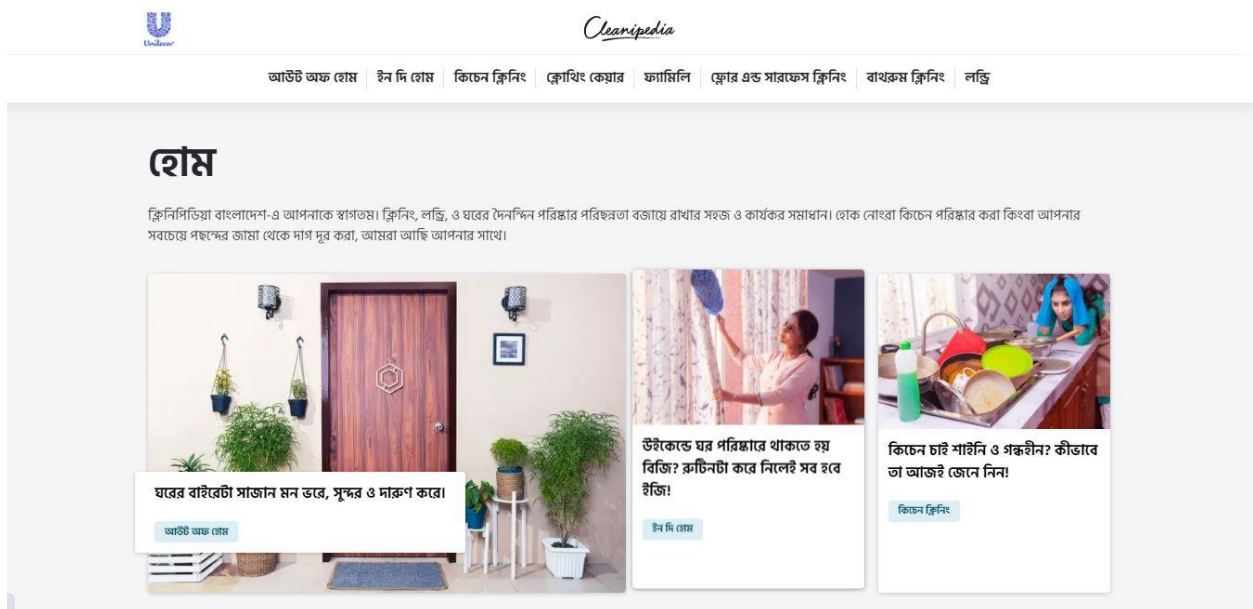 Unilever
Cleanipedia
আউট অফ হোম
ইন দি হোম
কিচেন ক্লিনিং
ক্লোথিং কেয়ার
ফ্যামিলি
ফ্লোর এন্ড সারফেস ক্লিনিং
বাথরুম ক্লিনিং
লন্ড্রি
হোম
ক্লিনিপিডিয়া বাংলাদেশ-এ আপনাকে স্বাগতম। ক্লিনিং, লন্ড্রি, ও ঘরের দৈনন্দিন পরিষ্কার পরিছন্নতা বজায়ে রাখার সহজ ও কার্যকর সমাধান। হোক নোংরা কিচেন পরিষ্কার করা কিংবা আপনার
সবচেয়ে পছন্দের জামা থেকে দাগ দূর করা, আমরা আছি আপনার সাথে।
ঘরের বাইরেটা সাজান মন ভরে, সুন্দর ও দারুণ করে।
আউট অফ হোম
উইকেন্ডে ঘর পরিষ্কারে থাকতে হয়
বিজি? রুটিনটা করে নিলেই সব হবে
ইজি!
ইন দি হোম
কিচেন চাই শাইনি ও গন্ধহীন? কীভাবে
তা আজই জেনে নিন!
কিচেন ক্লিনিং